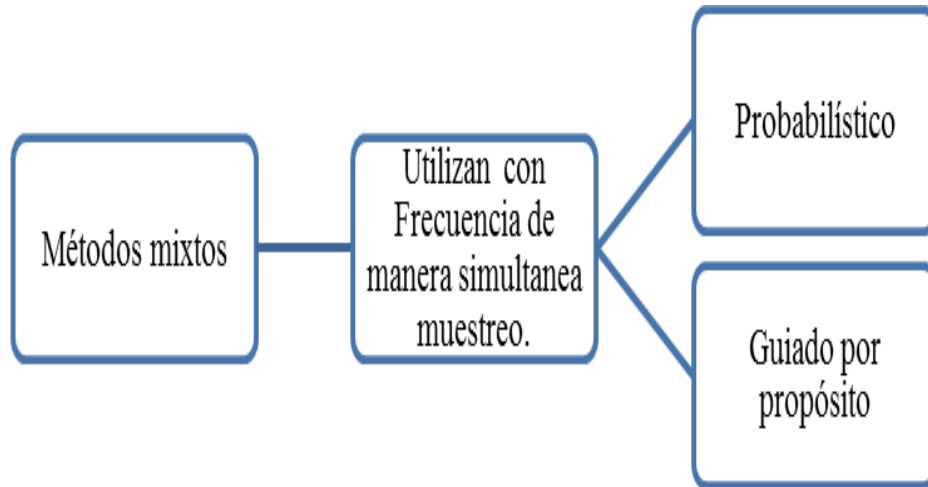 Métodos mixtos
Utilizan con
Frecuencia de
manera simultanea
muestreo.
Probabilístico
Guiado por
propósito